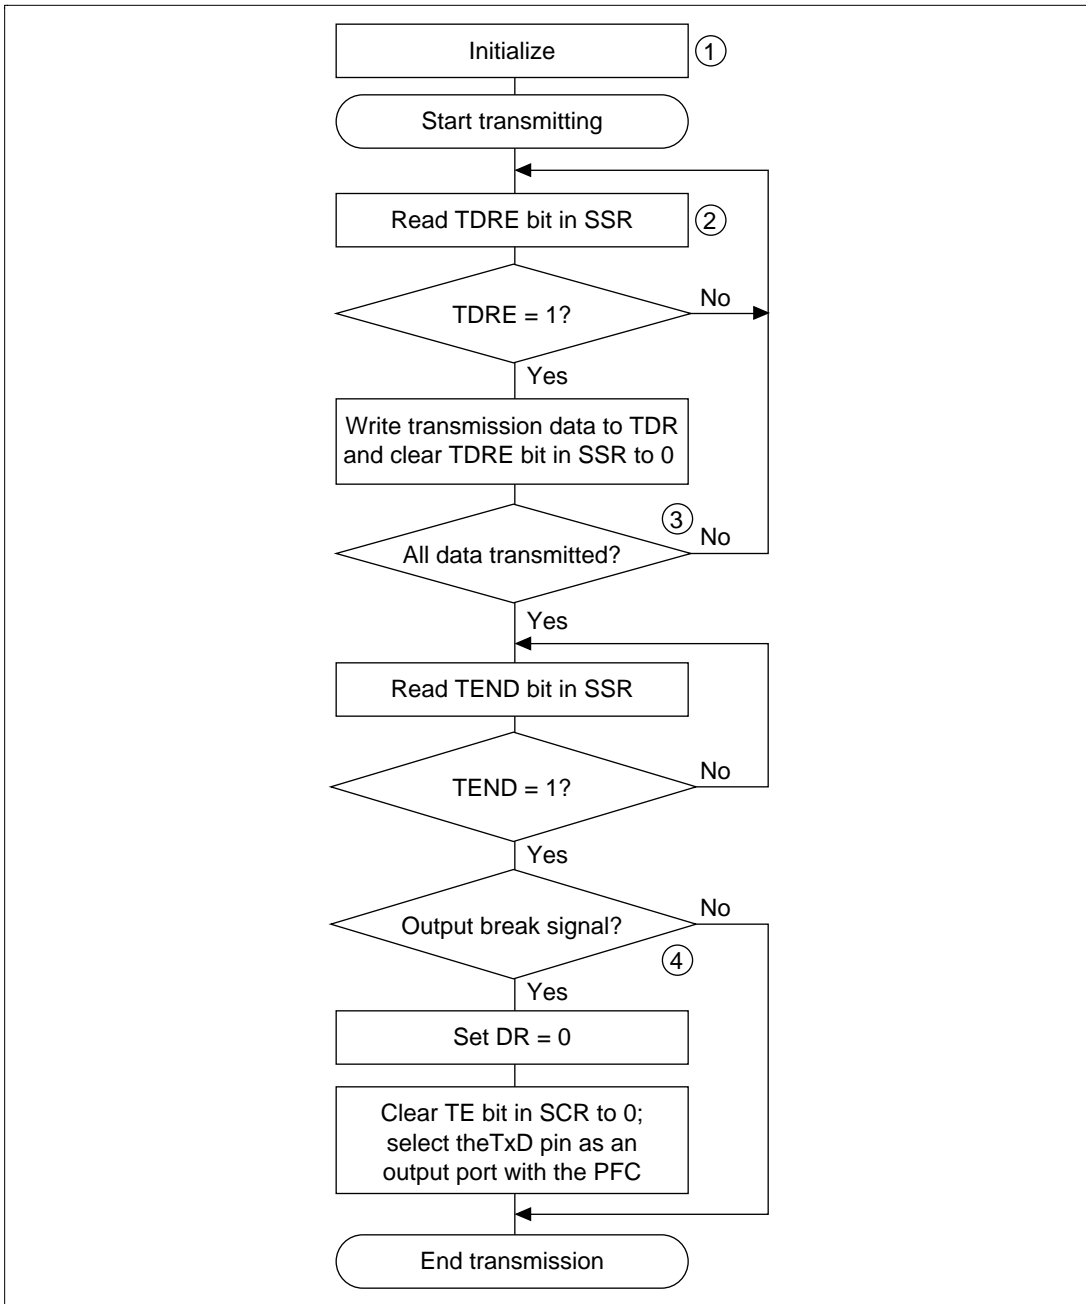 Initialize
①
Start transmitting
Read TDRE bit in SSR
②
TDRE = 1?
No
Yes
Write transmission data to TDR
and clear TDRE bit in SSR to 0
③
All data transmitted?
No
Yes
Read TEND bit in SSR
TEND = 1?
No
Yes
Output break signal?
No
④
Yes
Set DR = 0
Clear TE bit in SCR to 0;
select theTxD pin as an
output port with the PFC
End transmission